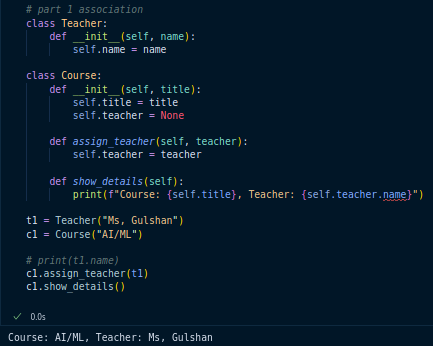 # part 1 association
class Teacher:
    def __init__(self, name):
        self.name = name

class Course:
    def __init__(self, title):
        self.title = title
        self.teacher = None

    def assign_teacher(self, teacher):
        self.teacher = teacher

    def show_details(self):
        print(f"Course: {self.title}, Teacher: {self.teacher.name}")

t1 = Teacher("Ms, Gulshan")
c1 = Course("AI/ML")

# print(t1.name)
c1.assign_teacher(t1)
c1.show_details()
0.0s
Course: AI/ML, Teacher: Ms, Gulshan